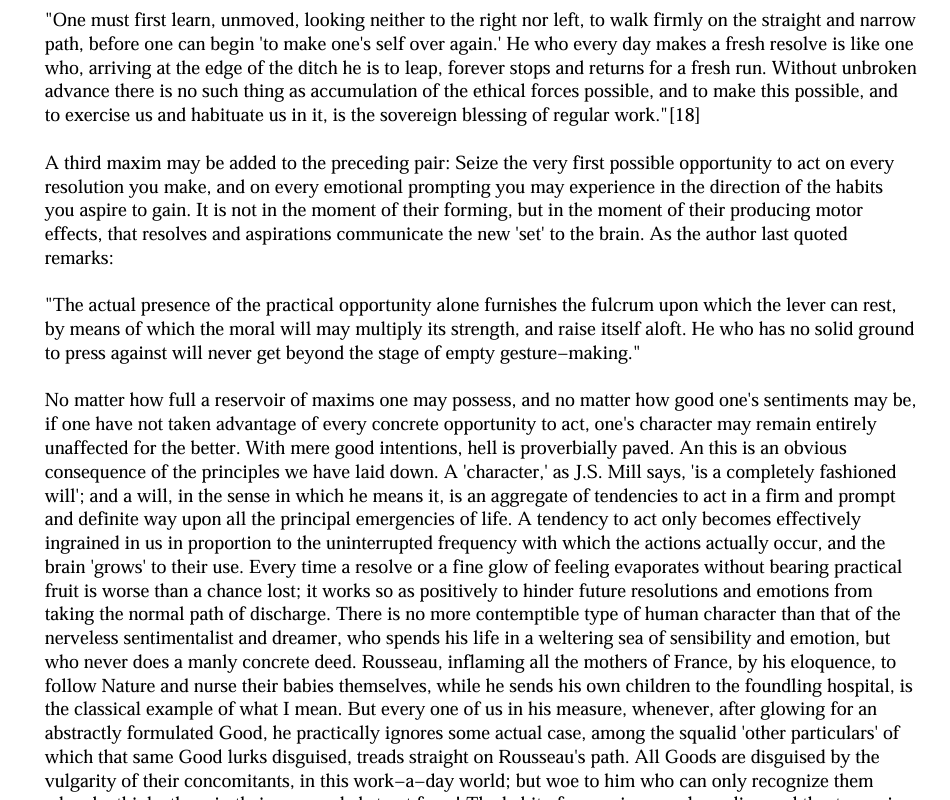 "One must first learn, unmoved, looking neither to the right nor left, to walk firmly on the straight and narrow
path, before one can begin 'to make one's self over again.' He who every day makes a fresh resolve is like one
who, arriving at the edge of the ditch he is to leap, forever stops and returns for a fresh run. Without unbroken
advance there is no such thing as accumulation of the ethical forces possible, and to make this possible, and
to exercise us and habituate us in it, is the sovereign blessing of regular work."[18]
A third maxim may be added to the preceding pair: Seize the very first possible opportunity to act on every
resolution you make, and on every emotional prompting you may experience in the direction of the habits
you aspire to gain. It is not in the moment of their forming, but in the moment of their producing motor
effects, that resolves and aspirations communicate the new 'set' to the brain. As the author last quoted
remarks:
"The actual presence of the practical opportunity alone furnishes the fulcrum upon which the lever can rest,
by means of which the moral will may multiply its strength, and raise itself aloft. He who has no solid ground
to press against will never get beyond the stage of empty gesture−making."
No matter how full a reservoir of maxims one may possess, and no matter how good one's sentiments may be,
if one have not taken advantage of every concrete opportunity to act, one's character may remain entirely
unaffected for the better. With mere good intentions, hell is proverbially paved. An this is an obvious
consequence of the principles we have laid down. A 'character,' as J.S. Mill says, 'is a completely fashioned
will'; and a will, in the sense in which he means it, is an aggregate of tendencies to act in a firm and prompt
and definite way upon all the principal emergencies of life. A tendency to act only becomes effectively
ingrained in us in proportion to the uninterrupted frequency with which the actions actually occur, and the
brain 'grows' to their use. Every time a resolve or a fine glow of feeling evaporates without bearing practical
fruit is worse than a chance lost; it works so as positively to hinder future resolutions and emotions from
taking the normal path of discharge. There is no more contemptible type of human character than that of the
nerveless sentimentalist and dreamer, who spends his life in a weltering sea of sensibility and emotion, but
who never does a manly concrete deed. Rousseau, inflaming all the mothers of France, by his eloquence, to
follow Nature and nurse their babies themselves, while he sends his own children to the foundling hospital, is
the classical example of what I mean. But every one of us in his measure, whenever, after glowing for an
abstractly formulated Good, he practically ignores some actual case, among the squalid 'other particulars' of
which that same Good lurks disguised, treads straight on Rousseau's path. All Goods are disguised by the
vulgarity of their concomitants, in this work−a−day world; but woe to him who can only recognize them